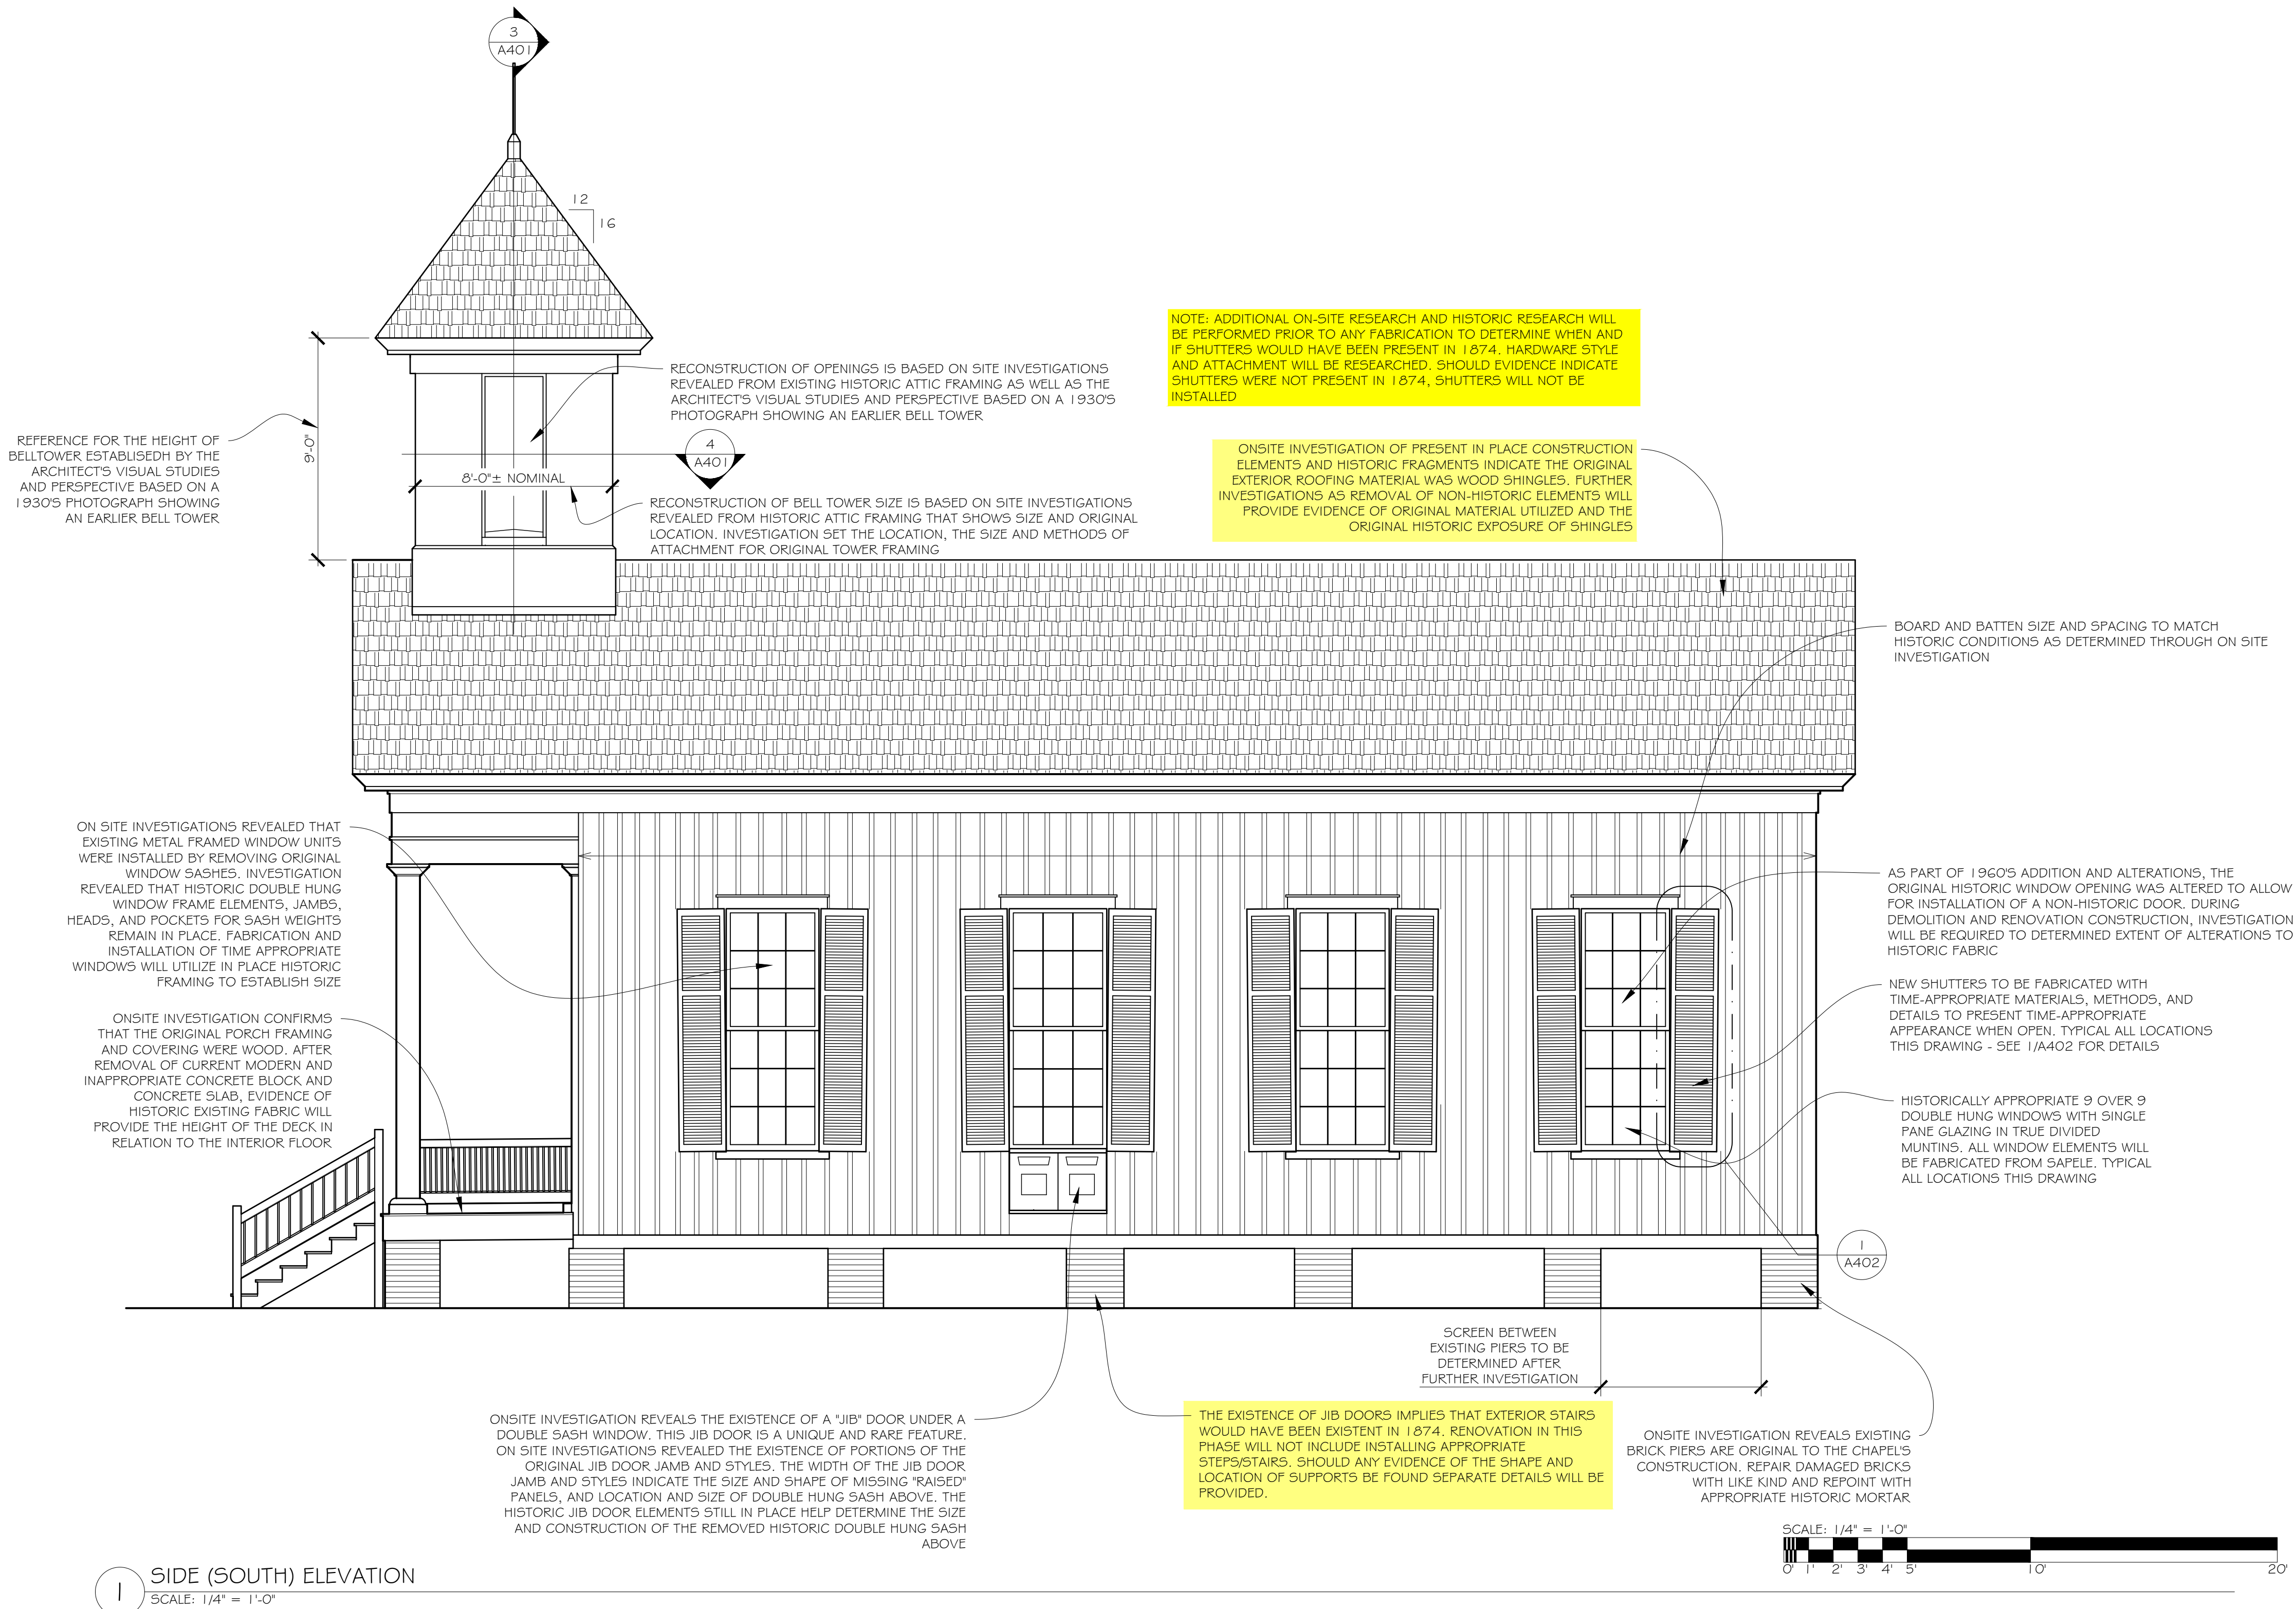 3
A401
12
16
NOTE: ADDITIONAL ON-SITE RESEARCH AND HISTORIC RESEARCH WILL
BE PERFORMED PRIOR TO ANY FABRICATION TO DETERMINE WHEN AND
IF SHUTTERS WOULD HAVE BEEN PRESENT IN 1874. HARDWARE STYLE
AND ATTACHMENT WILL BE RESEARCHED. SHOULD EVIDENCE INDICATE
SHUTTERS WERE NOT PRESENT IN 1874, SHUTTERS WILL NOT BE
INSTALLED
RECONSTRUCTION OF OPENINGS IS BASED ON SITE INVESTIGATIONS
REVEALED FROM EXISTING HISTORIC ATTIC FRAMING AS WELL AS THE
ARCHITECT'S VISUAL STUDIES AND PERSPECTIVE BASED ON A 1930'S
PHOTOGRAPH SHOWING AN EARLIER BELL TOWER
REFERENCE FOR THE HEIGHT OF
BELLTOWER ESTABLISEDH BY THE
ARCHITECT'S VISUAL STUDIES
AND PERSPECTIVE BASED ON A
1930'S PHOTOGRAPH SHOWING
AN EARLIER BELL TOWER
9'-0"
4
A401
8'-0"± NOMINAL
ONSITE INVESTIGATION OF PRESENT IN PLACE CONSTRUCTION
ELEMENTS AND HISTORIC FRAGMENTS INDICATE THE ORIGINAL
EXTERIOR ROOFING MATERIAL WAS WOOD SHINGLES. FURTHER
INVESTIGATIONS AS REMOVAL OF NON-HISTORIC ELEMENTS WILL
PROVIDE EVIDENCE OF ORIGINAL MATERIAL UTILIZED AND THE
ORIGINAL HISTORIC EXPOSURE OF SHINGLES
RECONSTRUCTION OF BELL TOWER SIZE IS BASED ON SITE INVESTIGATIONS
REVEALED FROM HISTORIC ATTIC FRAMING THAT SHOWS SIZE AND ORIGINAL
LOCATION. INVESTIGATION SET THE LOCATION, THE SIZE AND METHODS OF
ATTACHMENT FOR ORIGINAL TOWER FRAMING
BOARD AND BATTEN SIZE AND SPACING TO MATCH
HISTORIC CONDITIONS AS DETERMINED THROUGH ON SITE
INVESTIGATION
ON SITE INVESTIGATIONS REVEALED THAT
EXISTING METAL FRAMED WINDOW UNITS
WERE INSTALLED BY REMOVING ORIGINAL
WINDOW SASHES. INVESTIGATION
REVEALED THAT HISTORIC DOUBLE HUNG
WINDOW FRAME ELEMENTS, JAMBS,
HEADS, AND POCKETS FOR SASH WEIGHTS
REMAIN IN PLACE. FABRICATION AND
INSTALLATION OF TIME APPROPRIATE
WINDOWS WILL UTILIZE IN PLACE HISTORIC
FRAMING TO ESTABLISH SIZE
AS PART OF 1960'S ADDITION AND ALTERATIONS, THE
ORIGINAL HISTORIC WINDOW OPENING WAS ALTERED TO ALLOW
FOR INSTALLATION OF A NON-HISTORIC DOOR. DURING
DEMOLITION AND RENOVATION CONSTRUCTION, INVESTIGATION
WILL BE REQUIRED TO DETERMINED EXTENT OF ALTERATIONS TO
HISTORIC FABRIC
NEW SHUTTERS TO BE FABRICATED WITH
TIME-APPROPRIATE MATERIALS, METHODS, AND
DETAILS TO PRESENT TIME-APPROPRIATE
APPEARANCE WHEN OPEN. TYPICAL ALL LOCATIONS
THIS DRAWING - SEE 1/A402 FOR DETAILS
ONSITE INVESTIGATION CONFIRMS
THAT THE ORIGINAL PORCH FRAMING
AND COVERING WERE WOOD. AFTER
REMOVAL OF CURRENT MODERN AND
INAPPROPRIATE CONCRETE BLOCK AND
CONCRETE SLAB, EVIDENCE OF
HISTORIC EXISTING FABRIC WILL
PROVIDE THE HEIGHT OF THE DECK IN
RELATION TO THE INTERIOR FLOOR
HISTORICALLY APPROPRIATE 9 OVER 9
DOUBLE HUNG WINDOWS WITH SINGLE
PANE GLAZING IN TRUE DIVIDED
MUNTINS. ALL WINDOW ELEMENTS WILL
BE FABRICATED FROM SAPELE. TYPICAL
ALL LOCATIONS THIS DRAWING
1
A402
SCREEN BETWEEN
EXISTING PIERS TO BE
DETERMINED AFTER
FURTHER INVESTIGATION
ONSITE INVESTIGATION REVEALS THE EXISTENCE OF A "JIB" DOOR UNDER A
DOUBLE SASH WINDOW. THIS JIB DOOR IS A UNIQUE AND RARE FEATURE.
ON SITE INVESTIGATIONS REVEALED THE EXISTENCE OF PORTIONS OF THE
ORIGINAL JIB DOOR JAMB AND STYLES. THE WIDTH OF THE JIB DOOR
JAMB AND STYLES INDICATE THE SIZE AND SHAPE OF MISSING "RAISED"
PANELS, AND LOCATION AND SIZE OF DOUBLE HUNG SASH ABOVE. THE
HISTORIC JIB DOOR ELEMENTS STILL IN PLACE HELP DETERMINE THE SIZE
AND CONSTRUCTION OF THE REMOVED HISTORIC DOUBLE HUNG SASH
ABOVE
THE EXISTENCE OF JIB DOORS IMPLIES THAT EXTERIOR STAIRS
WOULD HAVE BEEN EXISTENT IN 1874. RENOVATION IN THIS
PHASE WILL NOT INCLUDE INSTALLING APPROPRIATE
STEPS/STAIRS. SHOULD ANY EVIDENCE OF THE SHAPE AND
LOCATION OF SUPPORTS BE FOUND SEPARATE DETAILS WILL BE
PROVIDED.
ONSITE INVESTIGATION REVEALS EXISTING
BRICK PIERS ARE ORIGINAL TO THE CHAPEL'S
CONSTRUCTION. REPAIR DAMAGED BRICKS
WITH LIKE KIND AND REPOINT WITH
APPROPRIATE HISTORIC MORTAR
SCALE: 1/4" = 1'-0"
0' 1' 2' 3' 4' 5' 10' 20'
1
SIDE (SOUTH) ELEVATION
SCALE: 1/4" = 1'-0"